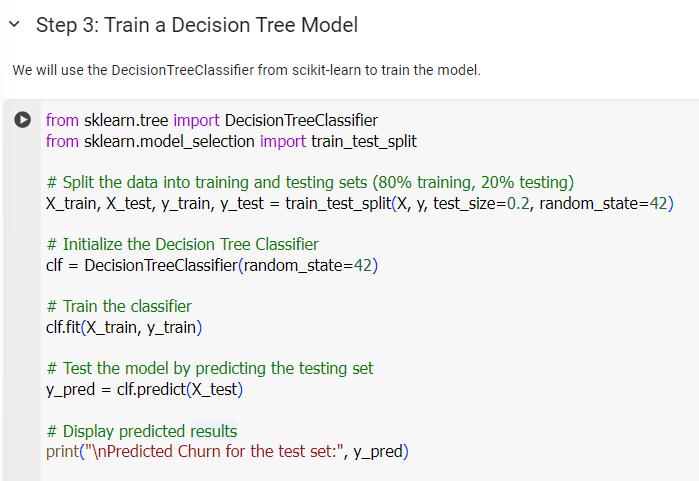 Step 3: Train a Decision Tree Model
We will use the DecisionTreeClassifier from scikit-learn to train the model.
from sklearn.tree import DecisionTreeClassifier
from sklearn.model_selection import train_test_split
# Split the data into training and testing sets (80% training, 20% testing)
X_train, X_test, y_train, y_test = train_test_split(X, y, test_size=0.2, random_state=42)
# Initialize the Decision Tree Classifier
clf = DecisionTreeClassifier(random_state=42)
# Train the classifier
clf.fit(X_train, y_train)
# Test the model by predicting the testing set
y_pred = clf.predict(X_test)
# Display predicted results
print("\nPredicted Churn for the test set:", y_pred)